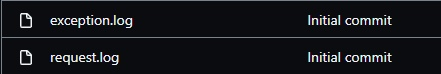 exception.log Initial commit
request.log Initial commit